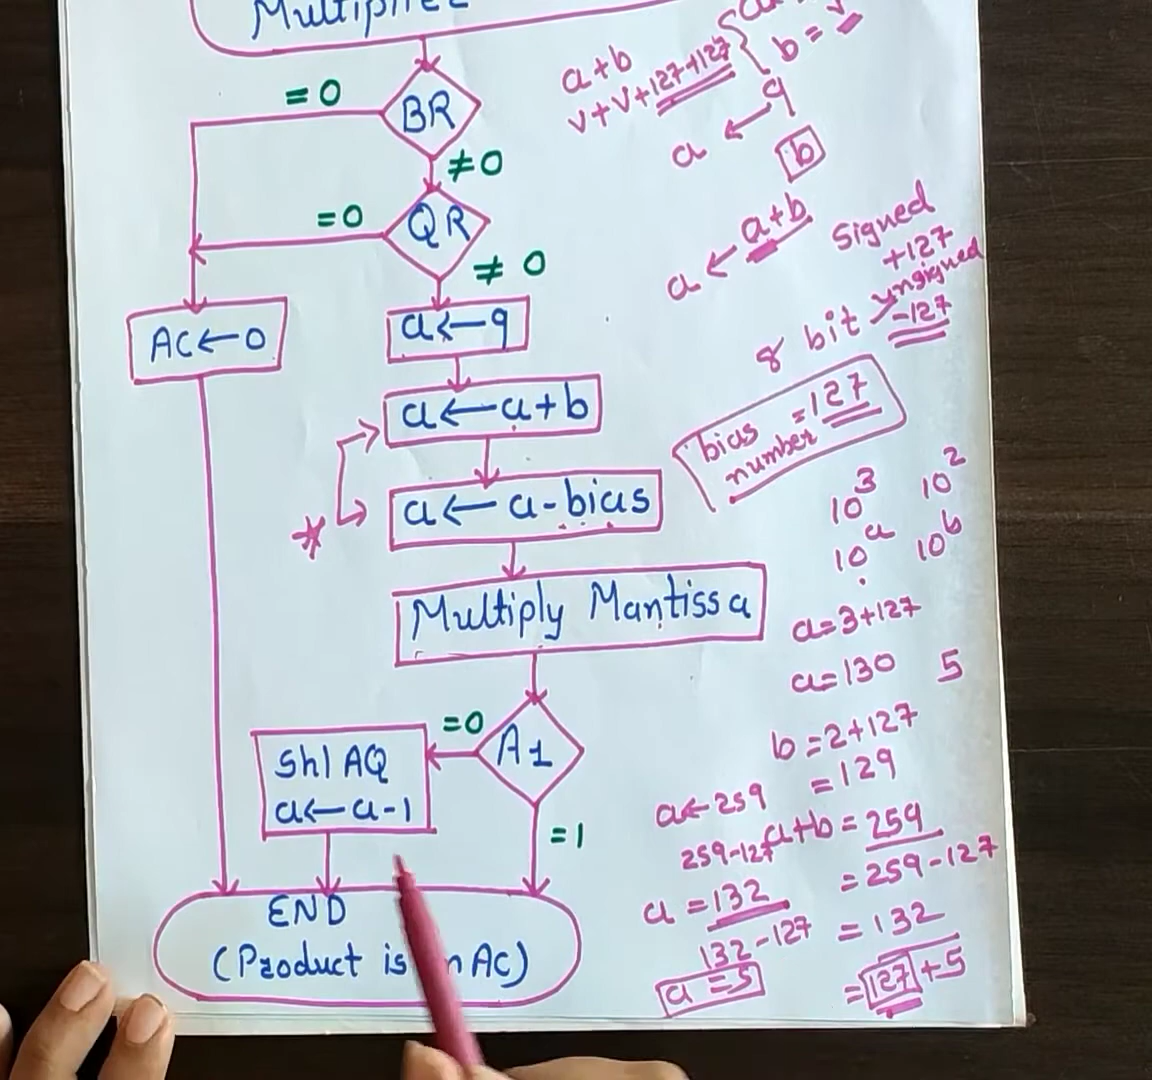 BR
=0
≠0
QR
=0
≠ 0
AC←0
a←q
a←a+b
*
a←a-bias
Multiply Mantissa
A1
=0
=1
Shl AQ
a←a-1
END
(Product is in AC)
a+b
v+v+127+127
b =
a ← q
b
a ← a+b
Signed
+127
8 bit unsigned
-127
bias number =127
10^3 10^2
10^a 10^b
a=3+127
a=130 5
b=2+127
=129
a←259
a+b=259
259-127
=259-127
a=132
=132
132-127
a=5
=127+5